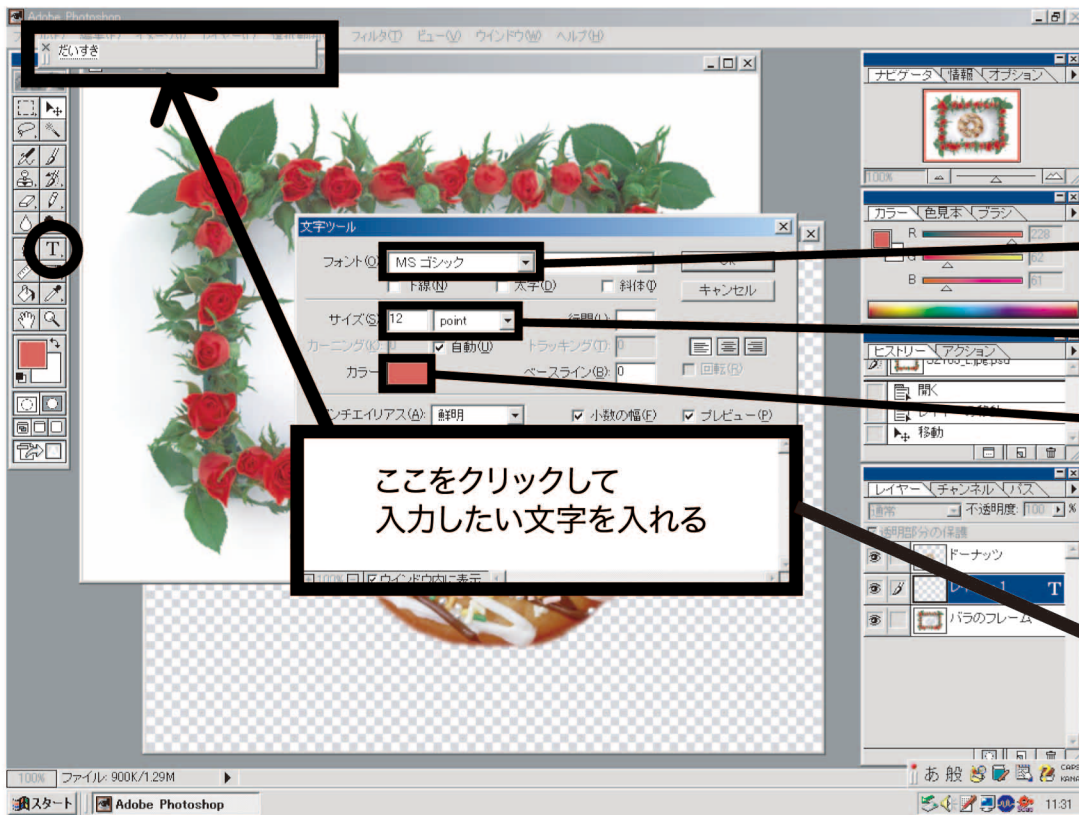 Adobe Photoshop
だいすき
フィルタ(T) ビュー(V) ウインドウ(W) ヘルプ(H)
ナビゲータ 情報 オプション
100%
カラー 色見本 ブラシ
R 228
G 62
B 61
ヒストリー アクション
開く
移動
レイヤー チャンネル パス
通常 不透明度: 100 %
透明部分の保護
ドーナッツ
レイヤー 1 T
バラのフレーム
文字ツール
フォント(O): MS ゴシック
OK
下線(N) 太字(D) 斜体(I)
キャンセル
サイズ(S): 12 point 行間(L):
カーニング(K): 0 自動(U) トラッキング(T): 0
カラー ベースライン(B): 0 回転(R)
アンチエイリアス(A): 鮮明 小数の幅(F) プレビュー(P)
ここをクリックして
入力したい文字を入れる
100% ウインドウ内に表示
100% ファイル: 900K/1.29M
あ 般 CAPS
KANA
スタート Adobe Photoshop 11:31